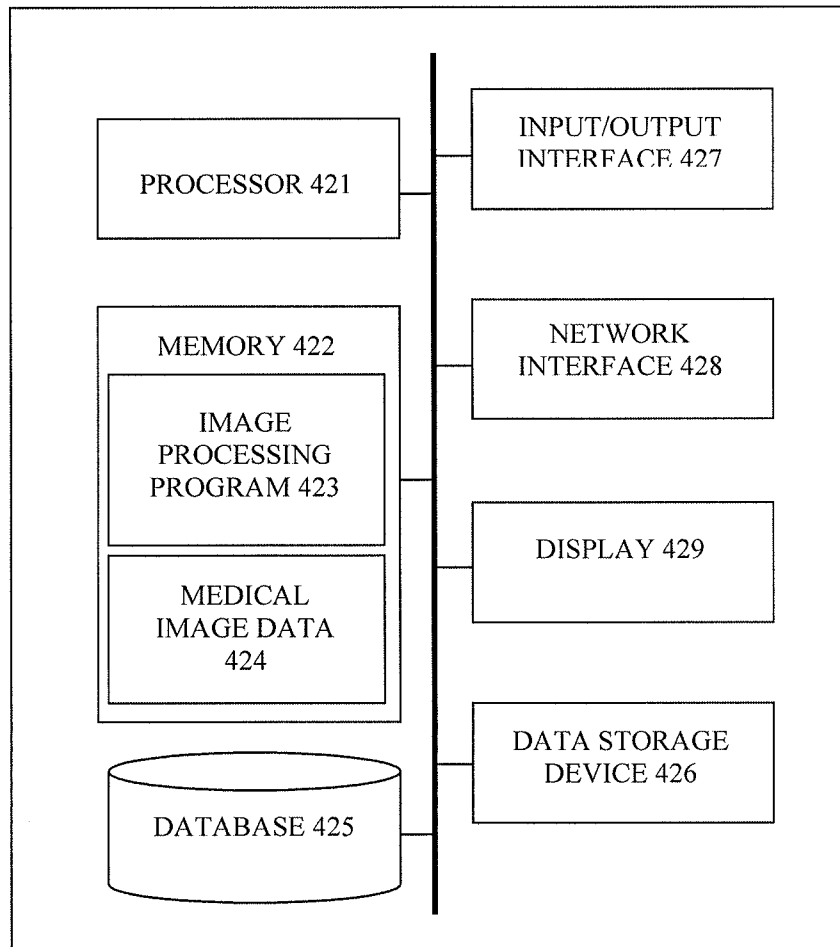 PROCESSOR 421
MEMORY 422
IMAGE
PROCESSING
PROGRAM 423
MEDICAL
IMAGE DATA
424
DATABASE 425
INPUT/OUTPUT
INTERFACE 427
NETWORK
INTERFACE 428
DISPLAY 429
DATA STORAGE
DEVICE 426